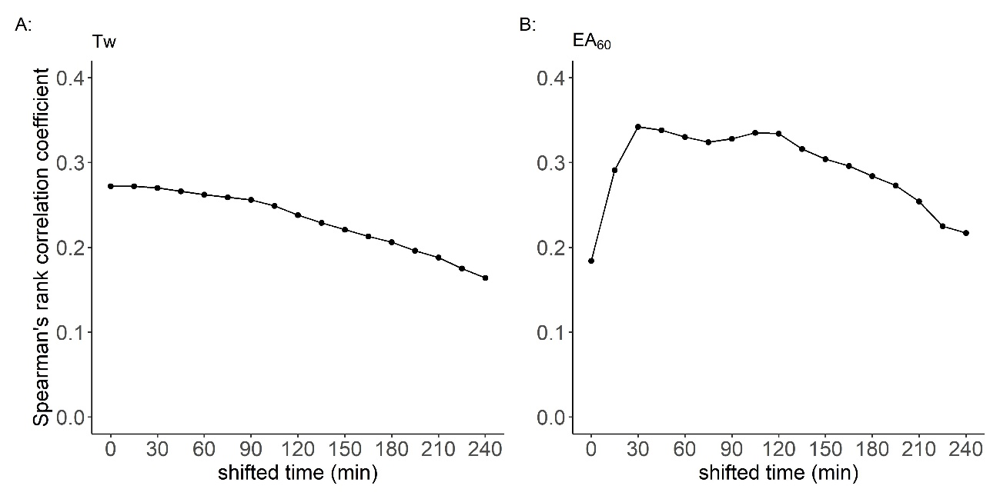 A:
Tw
Spearman's rank correlation coefficient
0.4
0.3
0.2
0.1
0.0
0 30 60 90 120 150 180 210 240
shifted time (min)
B:
EA₆₀
0.4
0.3
0.2
0.1
0.0
0 30 60 90 120 150 180 210 240
shifted time (min)